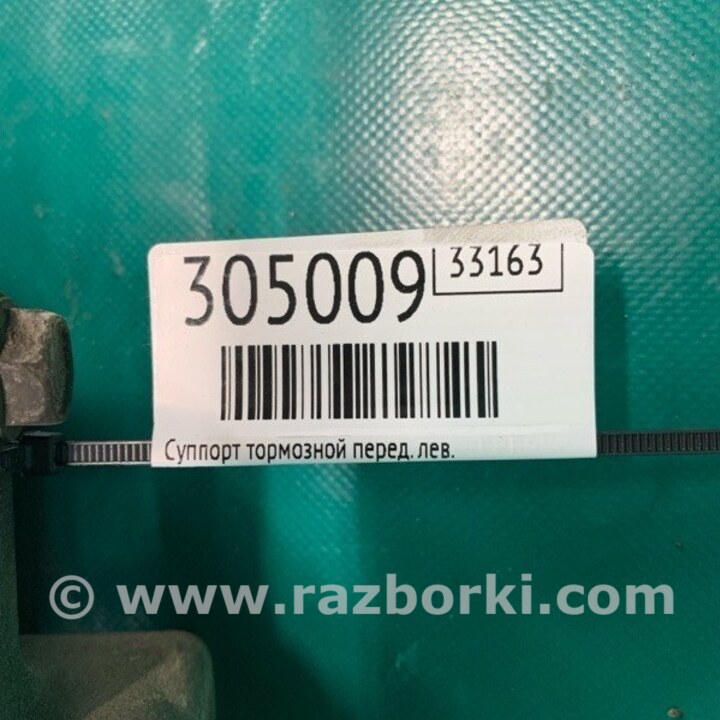 305009 33163
Суппорт тормозной перед. лев.
© www.razborki.com